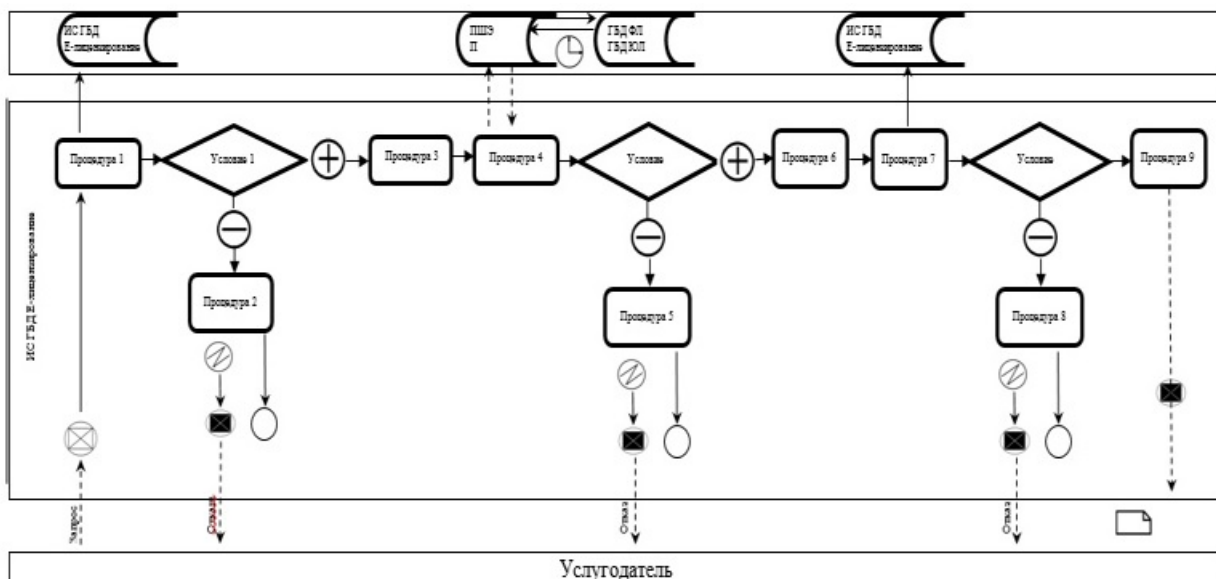 ИС ГБД
Е-лицензирование
ПШЭ
П
ГБД ФЛ
ГБД ЮЛ
ИС ГБД
Е-лицензирование
Процедура 1
Условие 1
Процедура 3
Процедура 4
Условие
Процедура 6
Процедура 7
Условие
Процедура 9
Процедура 2
Процедура 5
Процедура 8
ИС ГБД Е-лицензирование
Запрос
Отказ
Отказ
Услугодатель